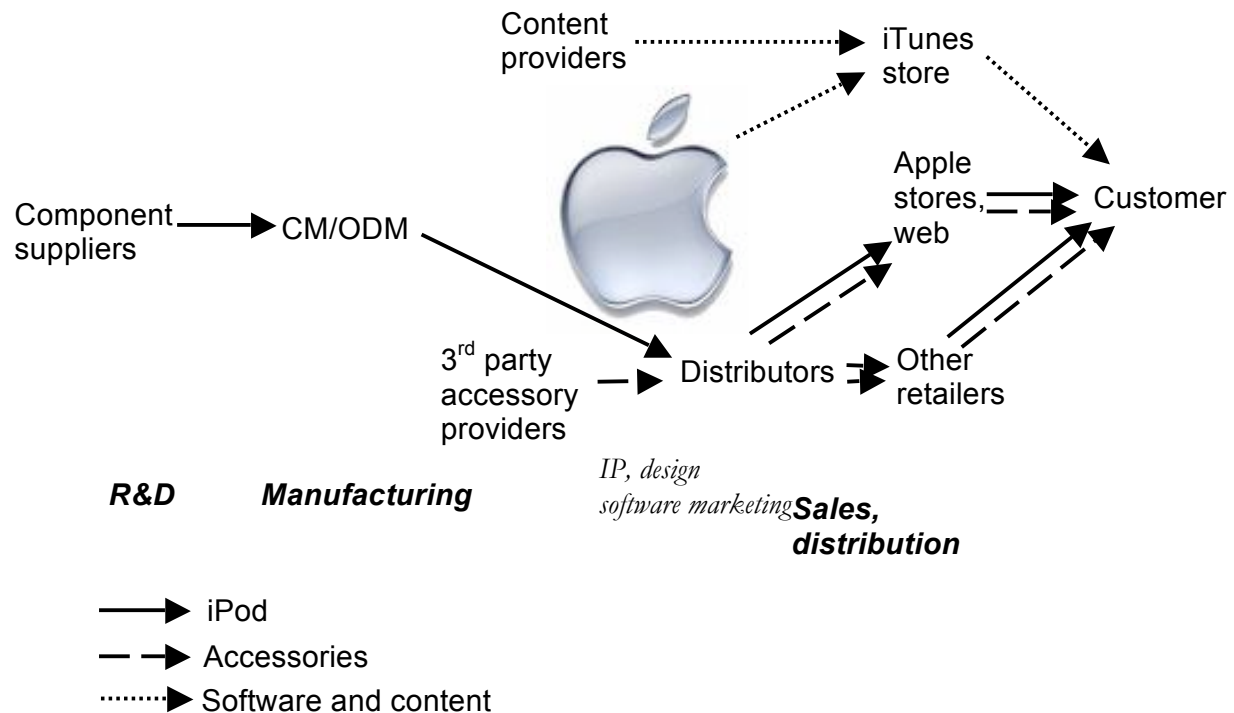 Content
providers
iTunes
store
Apple
stores,
web
Customer
Component
suppliers
CM/ODM
3rd party
accessory
providers
Distributors
Other
retailers
IP, design
software marketing
R&D
Manufacturing
Sales,
distribution
iPod
Accessories
Software and content